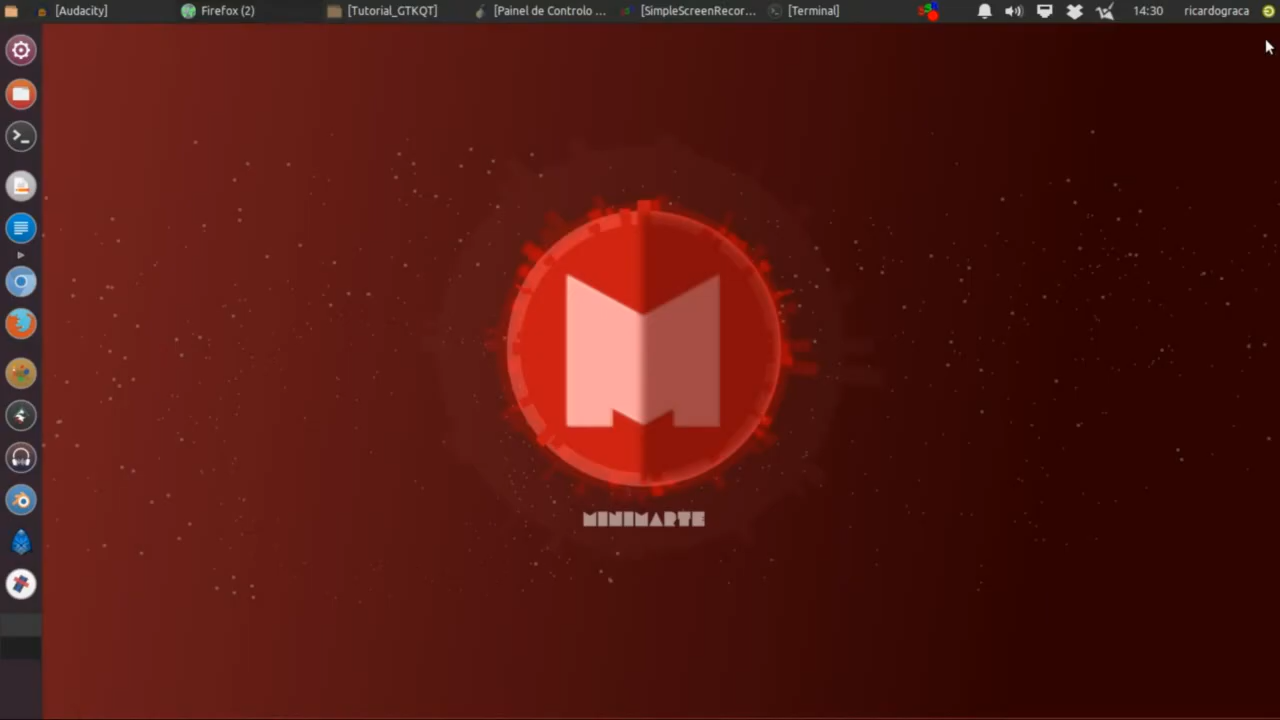 [Audacity] Firefox (2) [Tutorial_GTKQT] [Painel de Controlo ... [SimpleScreenRecor... [Terminal] 14:30 ricardograca
M
MINIMARTE